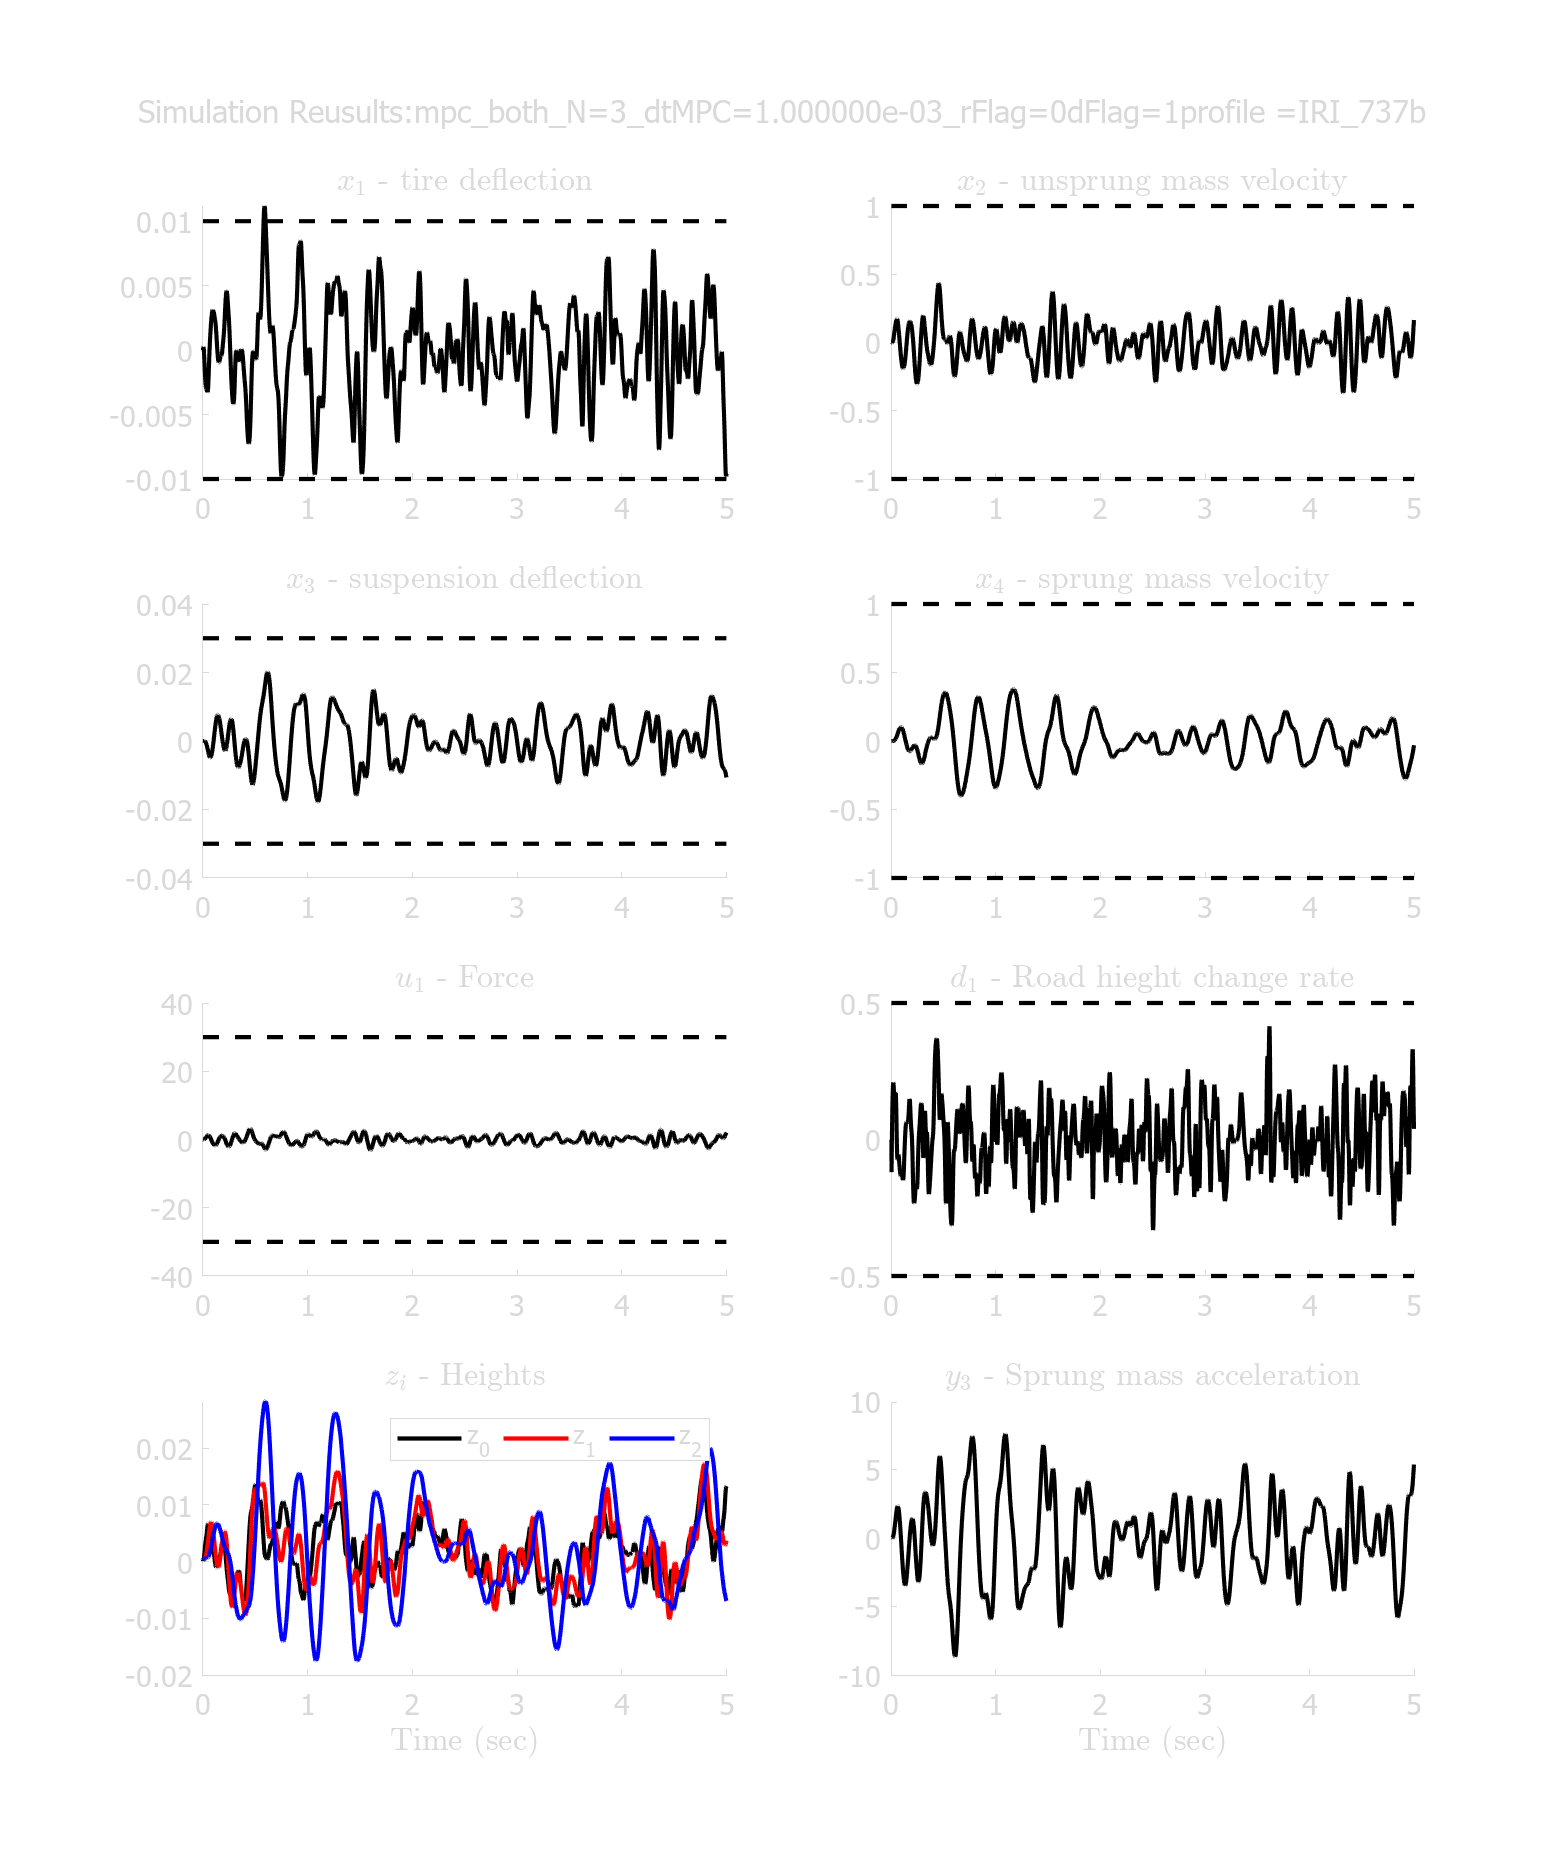 Simulation Reusults:mpc_both_N=3_dtMPC=1.000000e-03_rFlag=0dFlag=1profile =IRI_737b
x1 - tire deflection
0.01
0.005
0
-0.005
-0.01
0 1 2 3 4 5
x2 - unsprung mass velocity
1
0.5
0
-0.5
-1
0 1 2 3 4 5
x3 - suspension deflection
0.04
0.02
0
-0.02
-0.04
0 1 2 3 4 5
x4 - sprung mass velocity
1
0.5
0
-0.5
-1
0 1 2 3 4 5
u1 - Force
40
20
0
-20
-40
0 1 2 3 4 5
d1 - Road hieght change rate
0.5
0
-0.5
0 1 2 3 4 5
zi - Heights
z0 z1 z2
0.02
0.01
0
-0.01
-0.02
0 1 2 3 4 5
Time (sec)
y3 - Sprung mass acceleration
10
5
0
-5
-10
0 1 2 3 4 5
Time (sec)